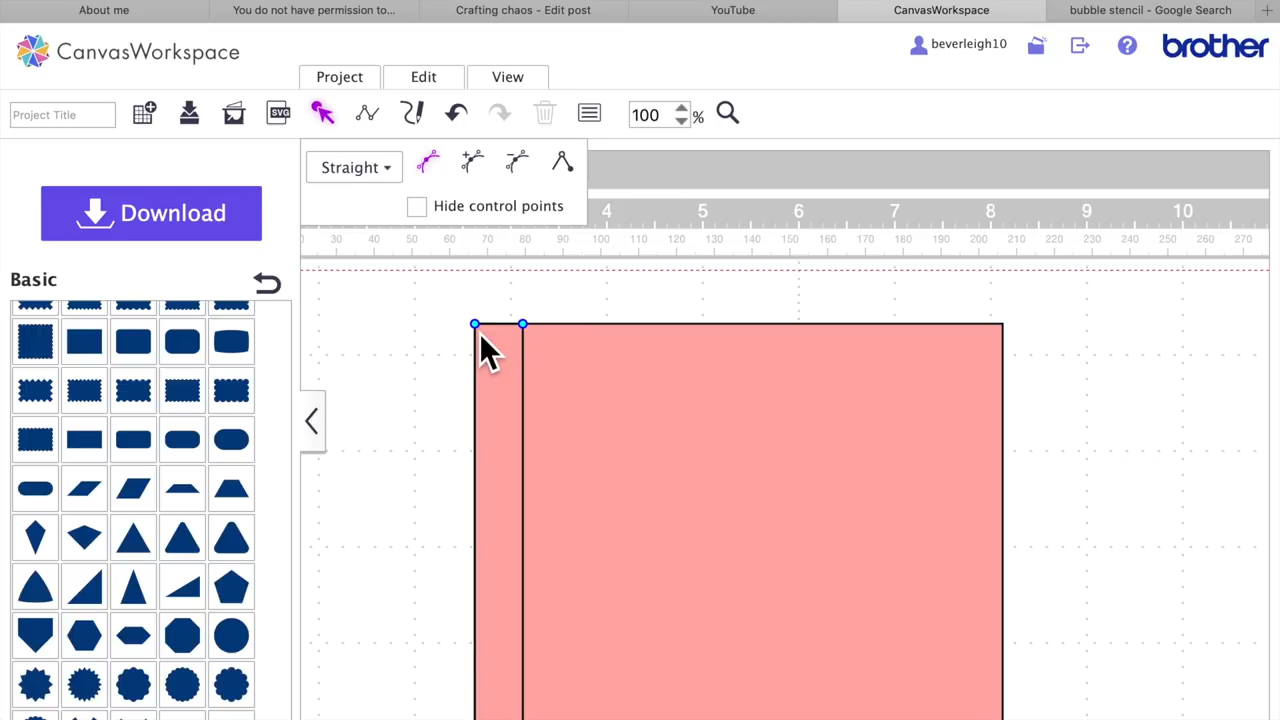 About me
You do not have permission to...
Crafting chaos - Edit post
YouTube
CanvasWorkspace
bubble stencil - Google Search
CanvasWorkspace
beverleigh10
brother
Project
Edit
View
Project Title
SVG
100
%
Straight
Hide control points
Download
4 5 6 7 8 9 10
30 40 50 60 70 80 90 100 110 120 130 140 150 160 170 180 190 200 210 220 230 240 250 260 270
Basic